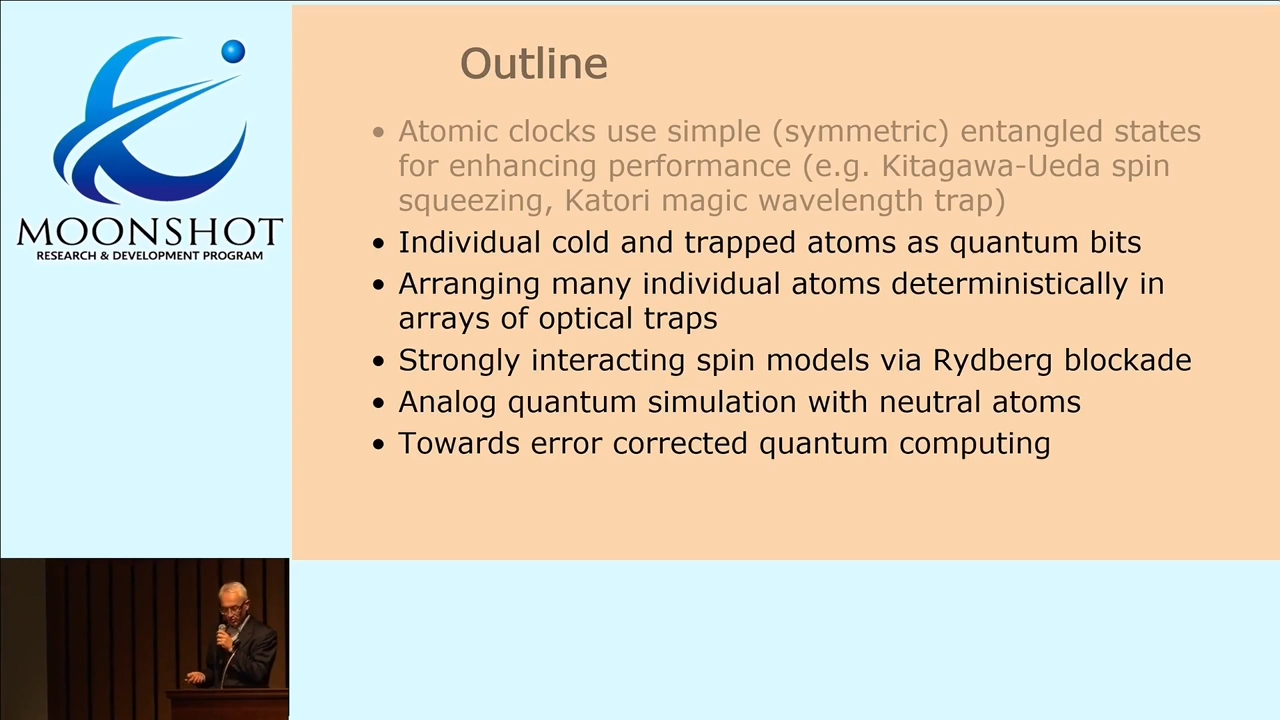 MOONSHOT
RESEARCH & DEVELOPMENT PROGRAM
Outline
• Atomic clocks use simple (symmetric) entangled states
for enhancing performance (e.g. Kitagawa-Ueda spin
squeezing, Katori magic wavelength trap)
• Individual cold and trapped atoms as quantum bits
• Arranging many individual atoms deterministically in
arrays of optical traps
• Strongly interacting spin models via Rydberg blockade
• Analog quantum simulation with neutral atoms
• Towards error corrected quantum computing